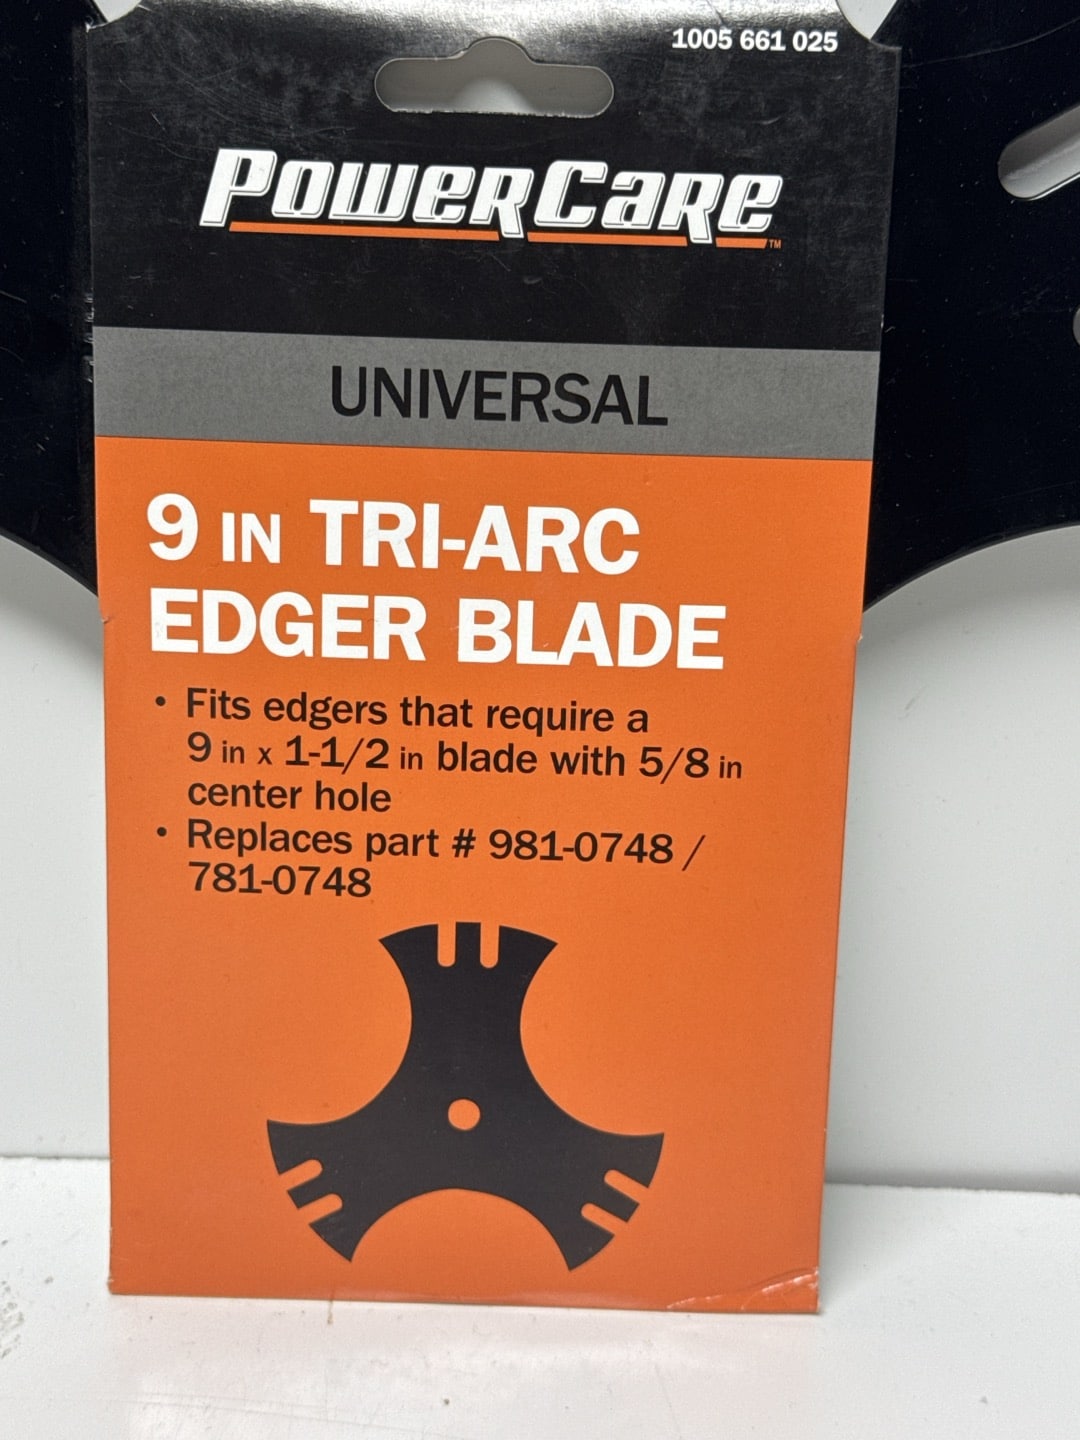 1005 661 025
PowerCare™
UNIVERSAL
9 IN TRI-ARC
EDGER BLADE
• Fits edgers that require a
9 in x 1-1/2 in blade with 5/8 in
center hole
• Replaces part # 981-0748 /
781-0748